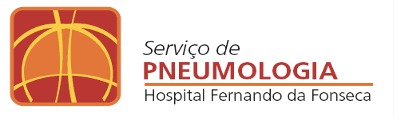 Serviço de
PNEUMOLOGIA
Hospital Fernando da Fonseca